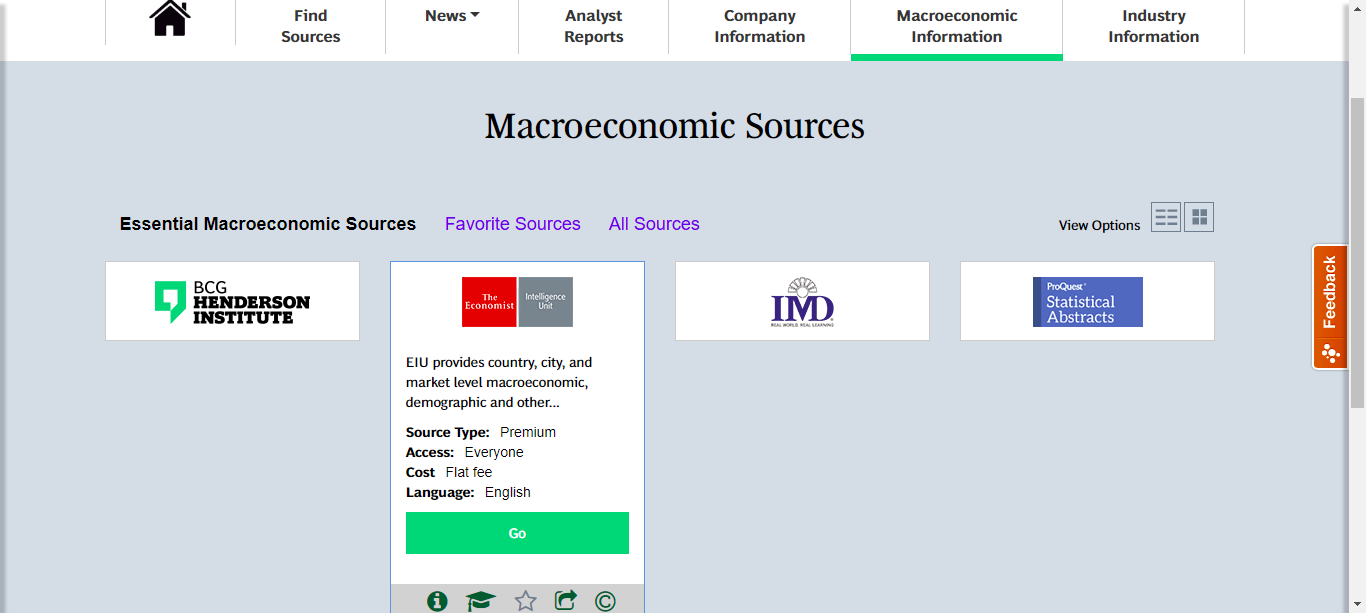 Find
Sources
News
Analyst
Reports
Company
Information
Macroeconomic
Information
Industry
Information
Macroeconomic Sources
Essential Macroeconomic Sources
Favorite Sources
All Sources
View Options
BCG
HENDERSON
INSTITUTE
The
Economist
Intelligence
Unit
IMD
REAL WORLD. REAL LEARNING
ProQuest®
Statistical
Abstracts
EIU provides country, city, and
market level macroeconomic,
demographic and other...
Source Type: Premium
Access: Everyone
Cost Flat fee
Language: English
Go
Feedback